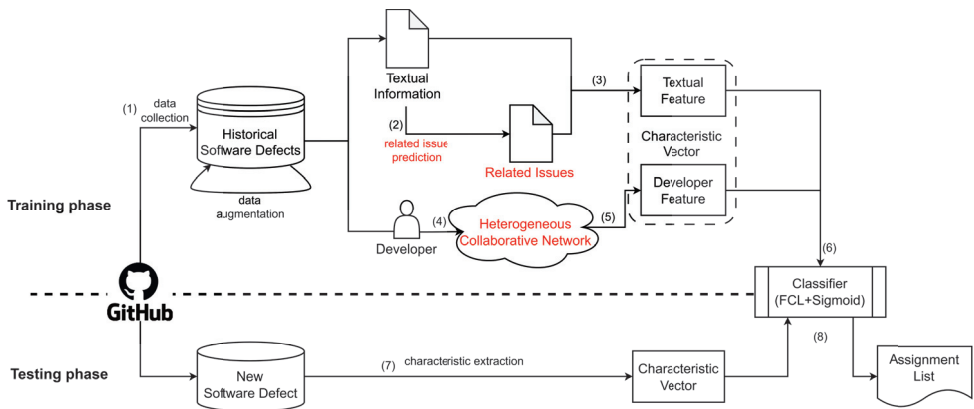 Textual
Information
(1)
data
collection
Historical
Software Defects
data
augmentation
(2)
related issue
prediction
Related Issues
(3)
Textual
Feature
Characteristic
Vector
Developer
Feature
Training phase
Developer
(4)
Heterogeneous
Collaborative Network
(5)
(6)
GitHub
Classifier
(FCL+Sigmoid)
Testing phase
New
Software Defect
(7)
characteristic extraction
Characteristic
Vector
(8)
Assignment
List